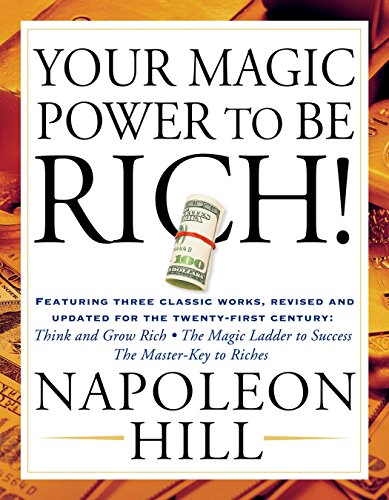 YOUR MAGIC
POWER TO BE
RICH!
100
FEATURING THREE CLASSIC WORKS, REVISED AND
UPDATED FOR THE TWENTY-FIRST CENTURY:
Think and Grow Rich • The Magic Ladder to Success
The Master-Key to Riches
NAPOLEON
HILL